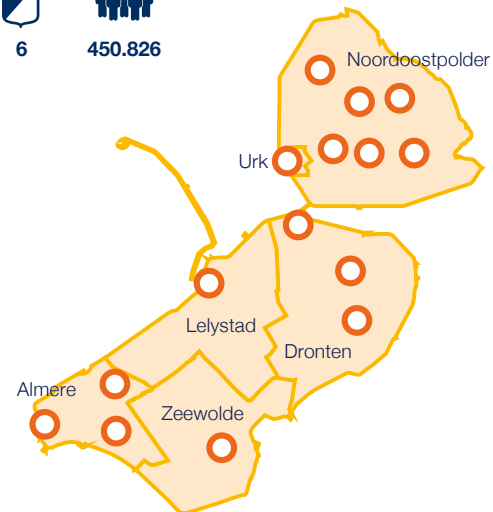 6 450.826
Noordoostpolder
Urk
Lelystad
Dronten
Almere
Zeewolde